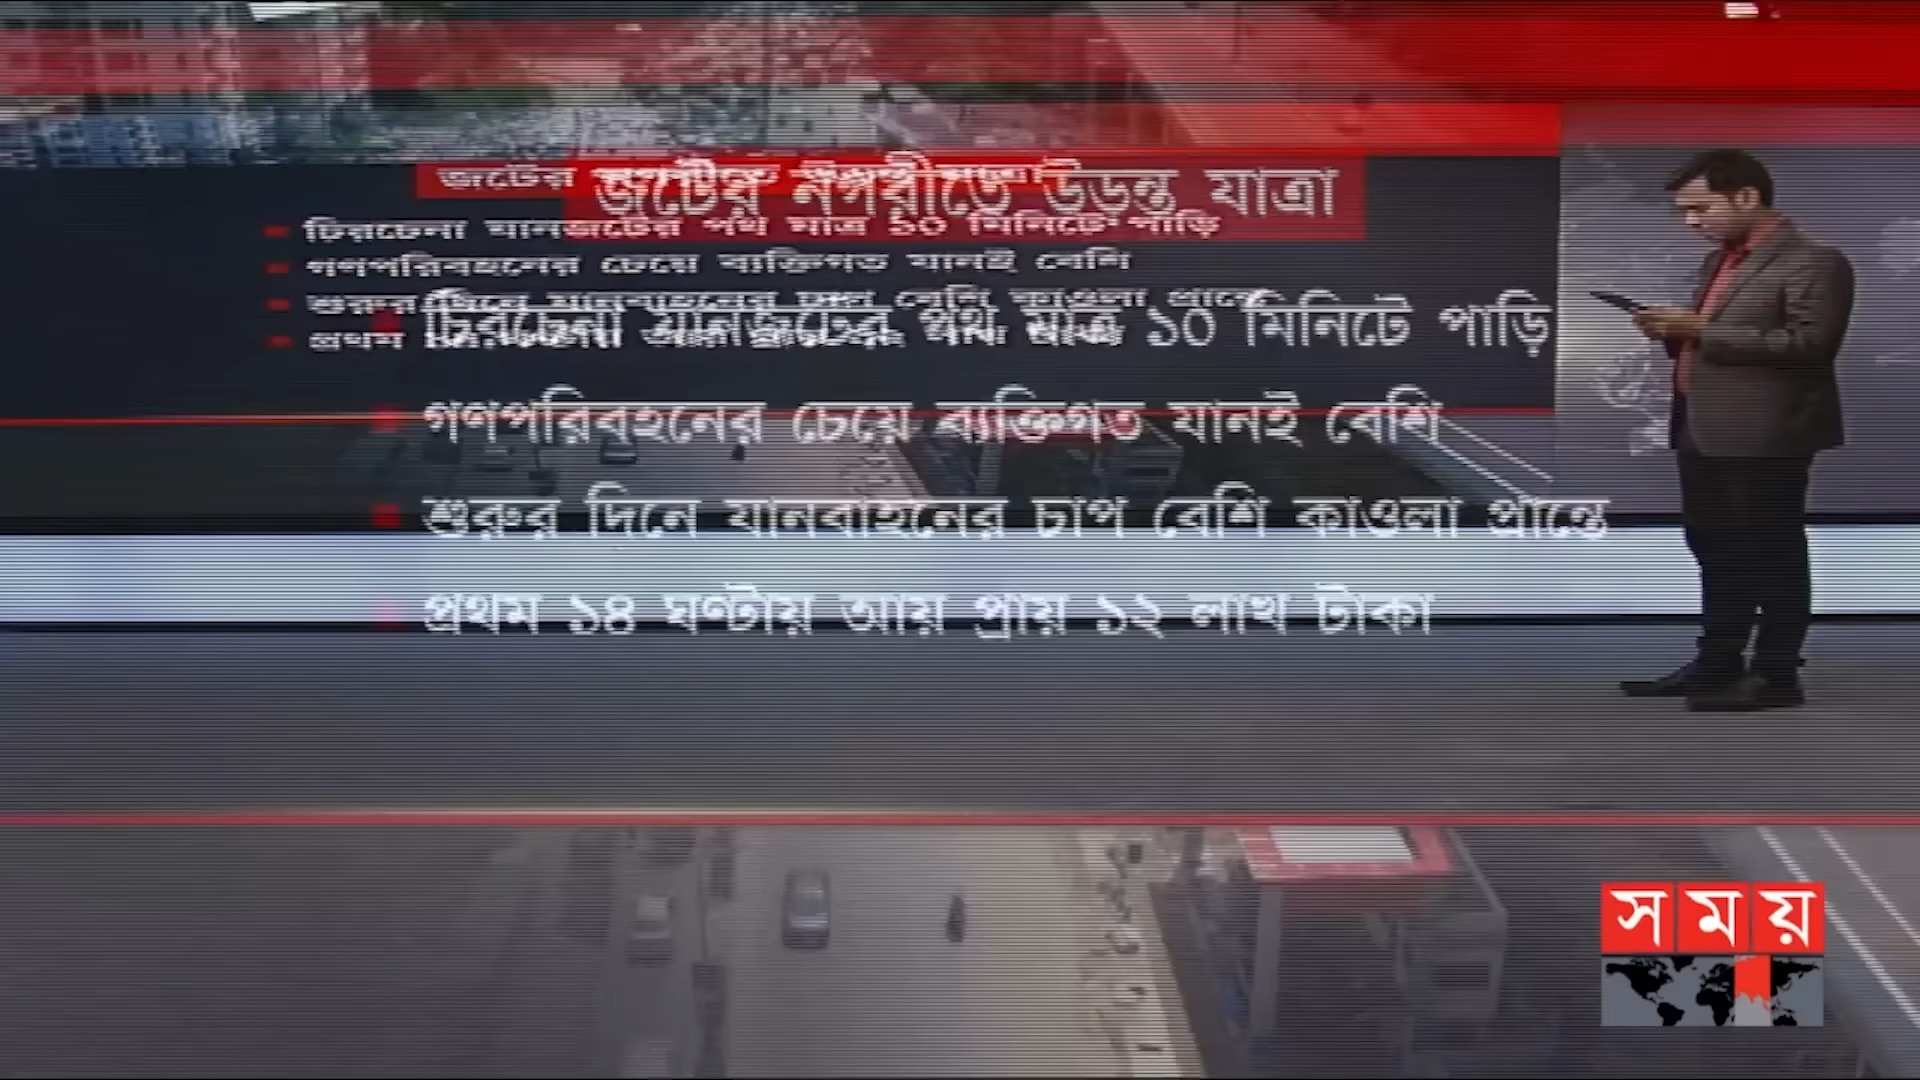 জটের নগরীতে উড়ন্ত যাত্রা
চিরচেনা যানজটের পথ মাত্র ১০ মিনিটে পাড়ি
গণপরিবহনের চেয়ে ব্যক্তিগত যানই বেশি
শুরুর দিনে যানবাহনের চাপ বেশি কাওলা প্রান্তে
প্রথম ১৪ ঘণ্টায় আয় প্রায় ১২ লাখ টাকা
সময়